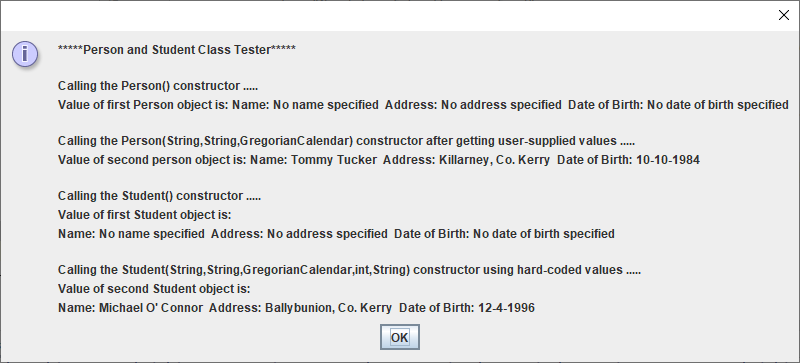 *****Person and Student Class Tester*****
Calling the Person() constructor .....
Value of first Person object is: Name: No name specified  Address: No address specified  Date of Birth: No date of birth specified
Calling the Person(String,String,GregorianCalendar) constructor after getting user-supplied values .....
Value of second person object is: Name: Tommy Tucker  Address: Killarney, Co. Kerry  Date of Birth: 10-10-1984
Calling the Student() constructor .....
Value of first Student object is:
Name: No name specified  Address: No address specified  Date of Birth: No date of birth specified
Calling the Student(String,String,GregorianCalendar,int,String) constructor using hard-coded values .....
Value of second Student object is:
Name: Michael O' Connor  Address: Ballybunion, Co. Kerry  Date of Birth: 12-4-1996
OK